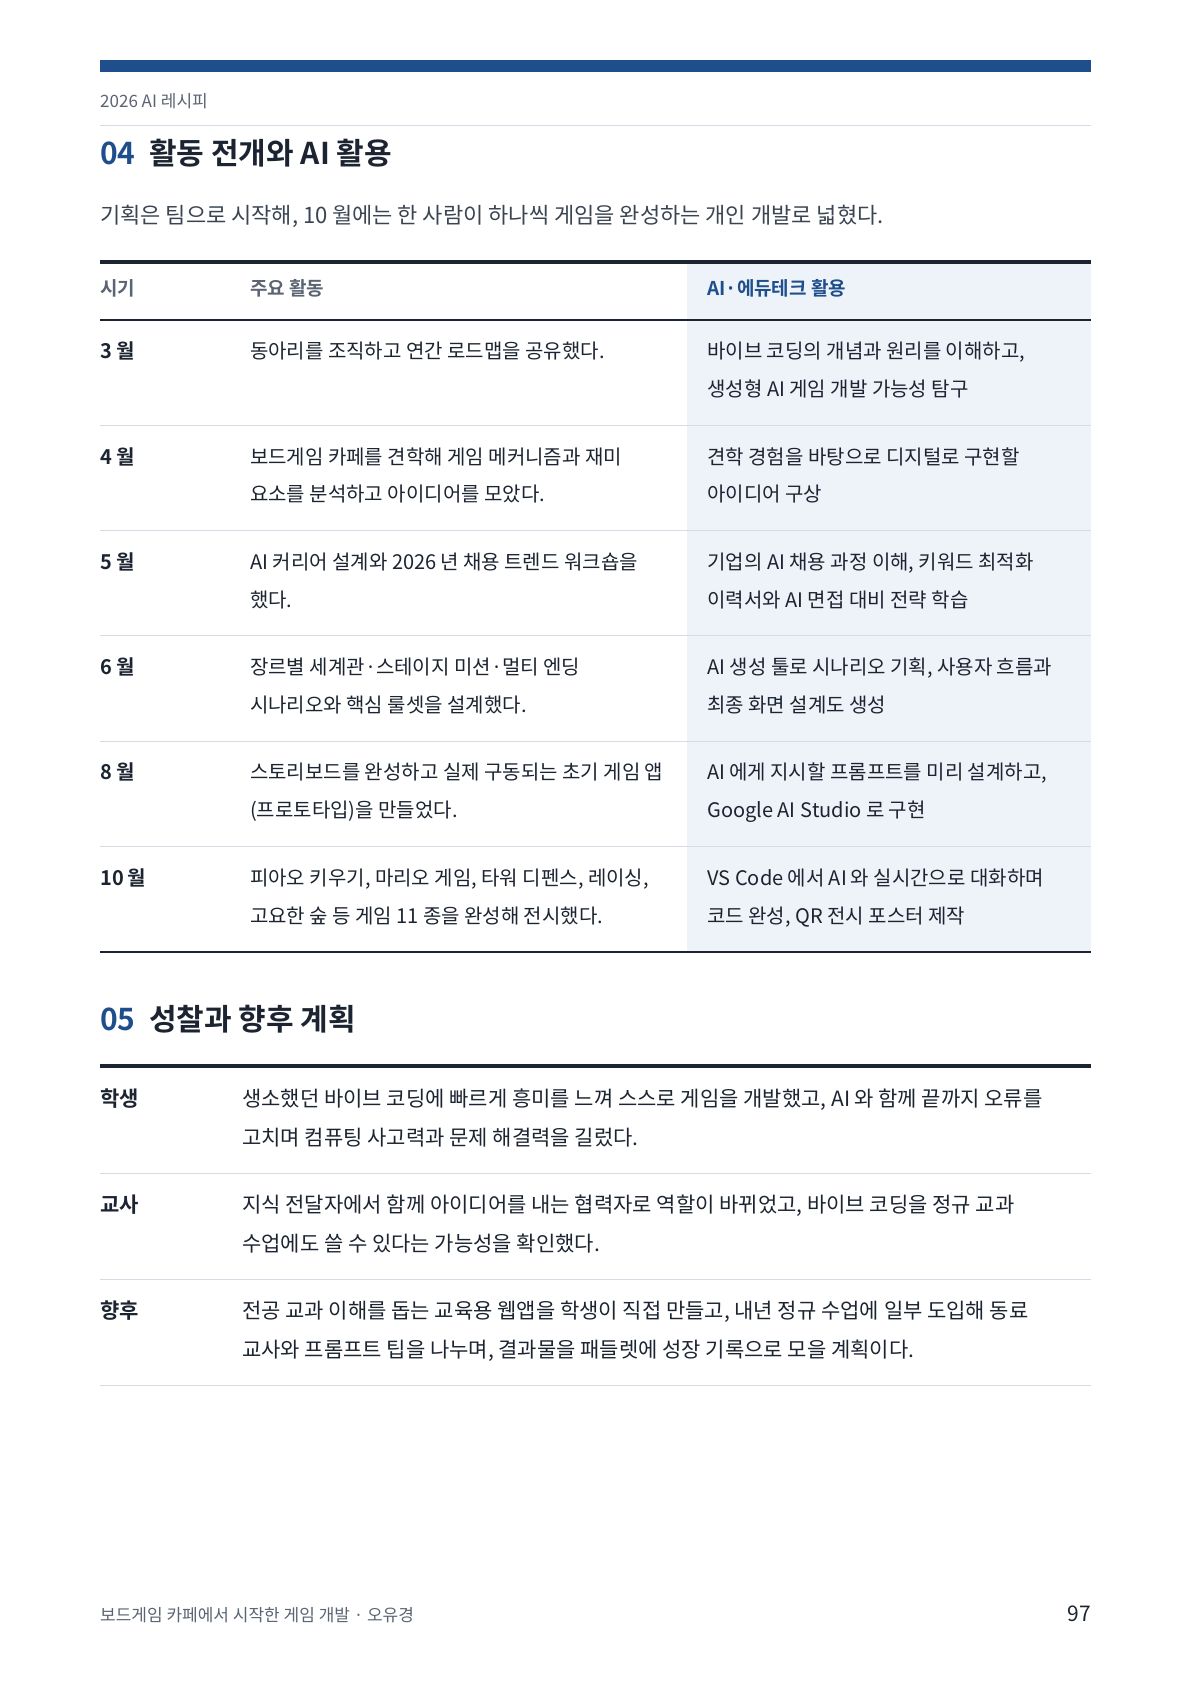 2026 AI 레시피
04 활동 전개와 AI 활용
기획은 팀으로 시작해, 10 월에는 한 사람이 하나씩 게임을 완성하는 개인 개발로 넓혔다.
시기 주요 활동 AI·에듀테크 활용
3 월 동아리를 조직하고 연간 로드맵을 공유했다. 바이브 코딩의 개념과 원리를 이해하고,
생성형 AI 게임 개발 가능성 탐구
4 월 보드게임 카페를 견학해 게임 메커니즘과 재미 견학 경험을 바탕으로 디지털로 구현할
요소를 분석하고 아이디어를 모았다. 아이디어 구상
5 월 AI 커리어 설계와 2026 년 채용 트렌드 워크숍을 기업의 AI 채용 과정 이해, 키워드 최적화
했다. 이력서와 AI 면접 대비 전략 학습
6 월 장르별 세계관·스테이지 미션·멀티 엔딩 AI 생성 툴로 시나리오 기획, 사용자 흐름과
시나리오와 핵심 룰셋을 설계했다. 최종 화면 설계도 생성
8 월 스토리보드를 완성하고 실제 구동되는 초기 게임 앱 AI 에게 지시할 프롬프트를 미리 설계하고,
(프로토타입)을 만들었다. Google AI Studio 로 구현
10 월 피아오 키우기, 마리오 게임, 타워 디펜스, 레이싱, VS Code 에서 AI 와 실시간으로 대화하며
고요한 숲 등 게임 11 종을 완성해 전시했다. 코드 완성, QR 전시 포스터 제작
05 성찰과 향후 계획
학생 생소했던 바이브 코딩에 빠르게 흥미를 느껴 스스로 게임을 개발했고, AI 와 함께 끝까지 오류를
고치며 컴퓨팅 사고력과 문제 해결력을 길렀다.
교사 지식 전달자에서 함께 아이디어를 내는 협력자로 역할이 바뀌었고, 바이브 코딩을 정규 교과
수업에도 쓸 수 있다는 가능성을 확인했다.
향후 전공 교과 이해를 돕는 교육용 웹앱을 학생이 직접 만들고, 내년 정규 수업에 일부 도입해 동료
교사와 프롬프트 팁을 나누며, 결과물을 패들렛에 성장 기록으로 모을 계획이다.
보드게임 카페에서 시작한 게임 개발 · 오유경 97